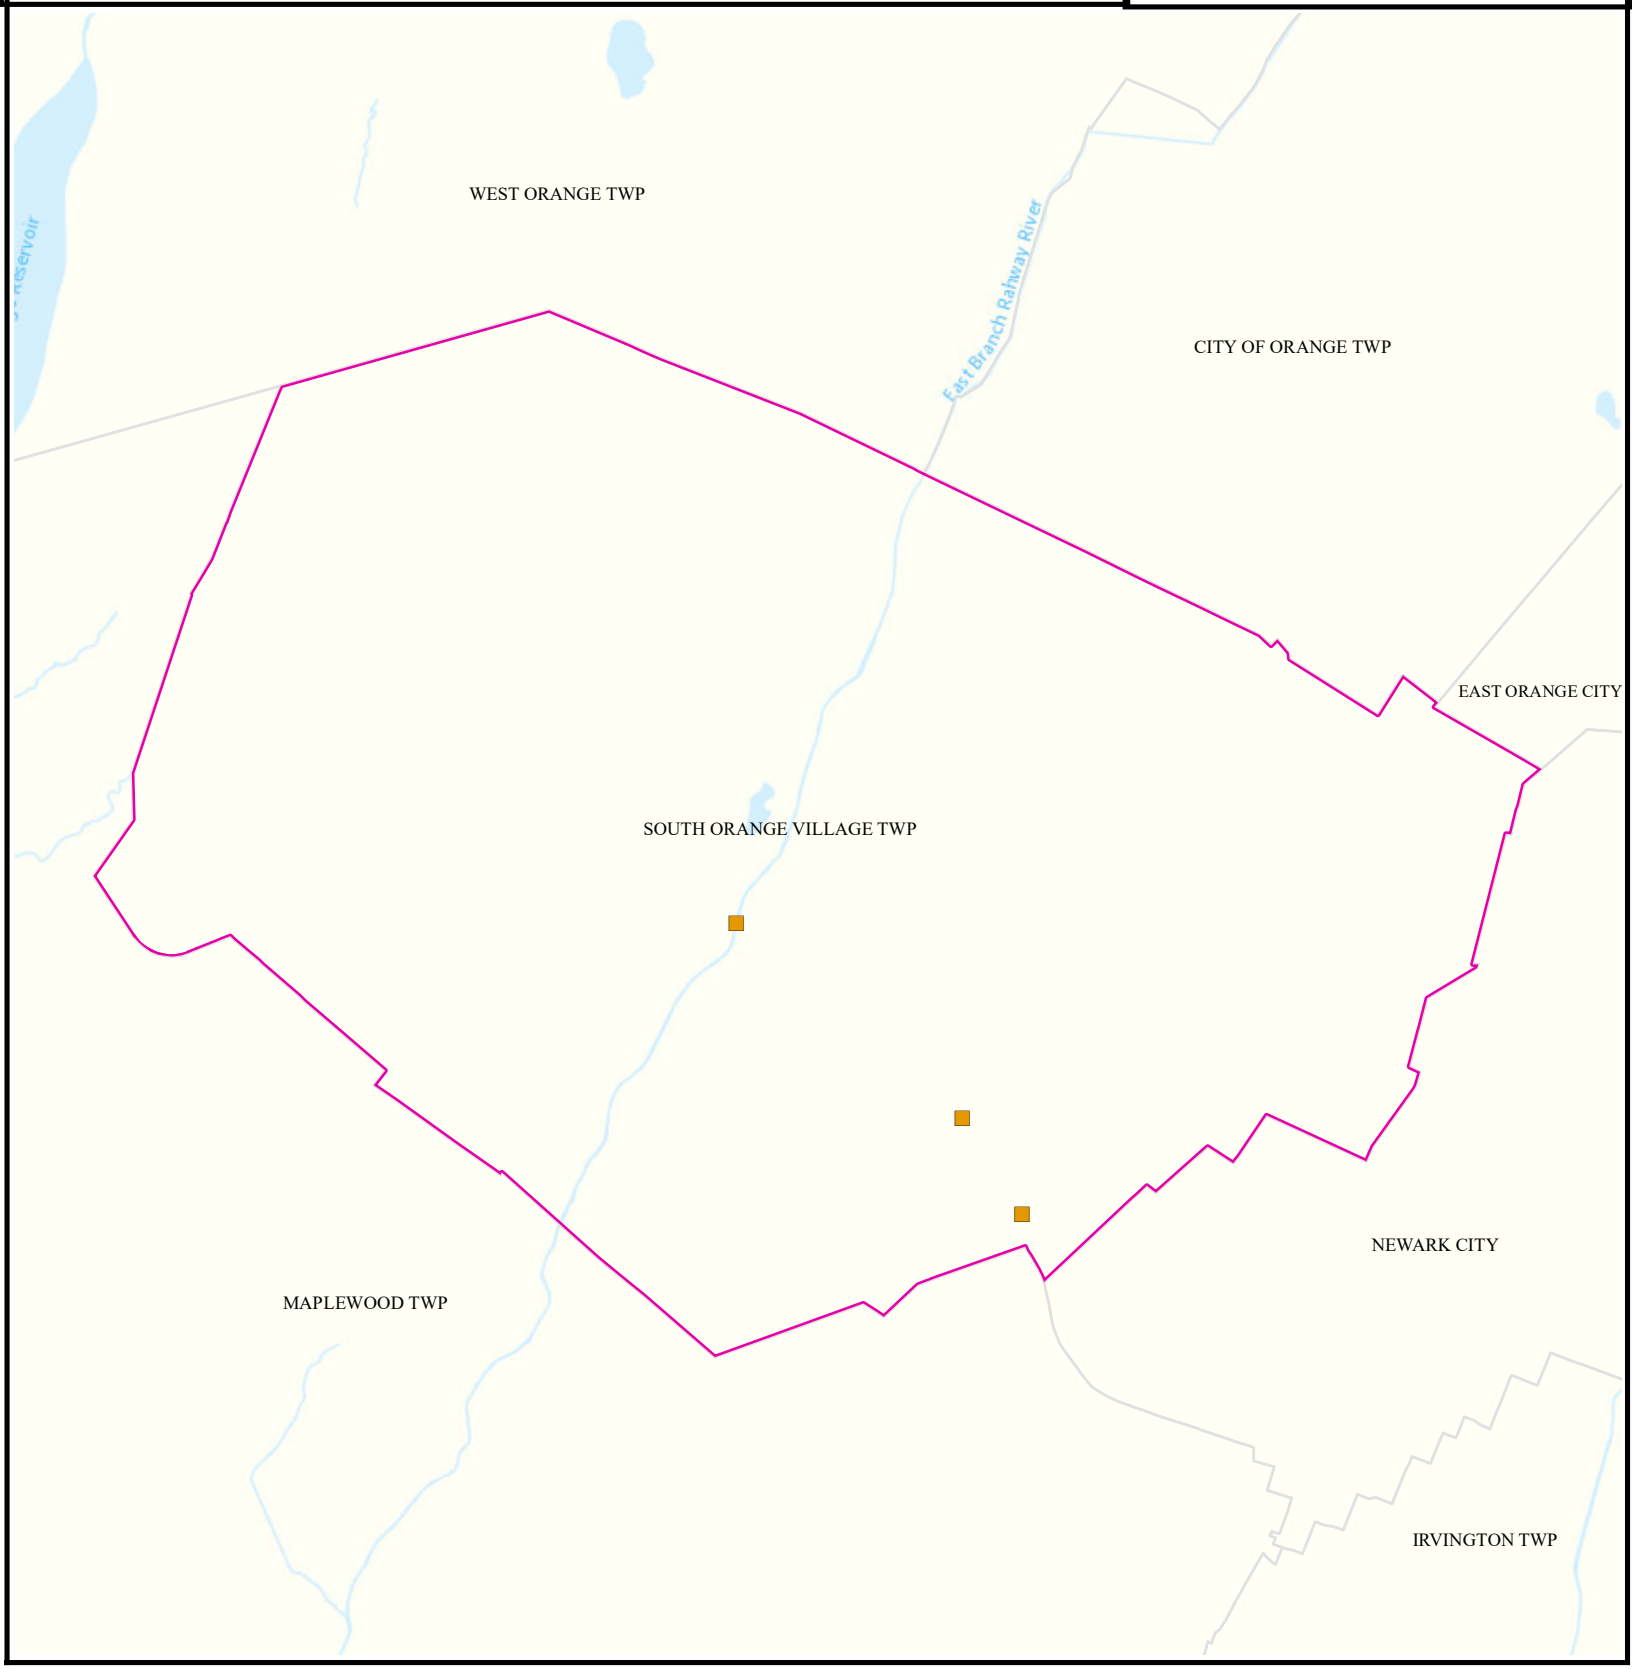 WEST ORANGE TWP
Reservoir
East Branch Rahway River
CITY OF ORANGE TWP
EAST ORANGE CITY
SOUTH ORANGE VILLAGE TWP
NEWARK CITY
MAPLEWOOD TWP
IRVINGTON TWP